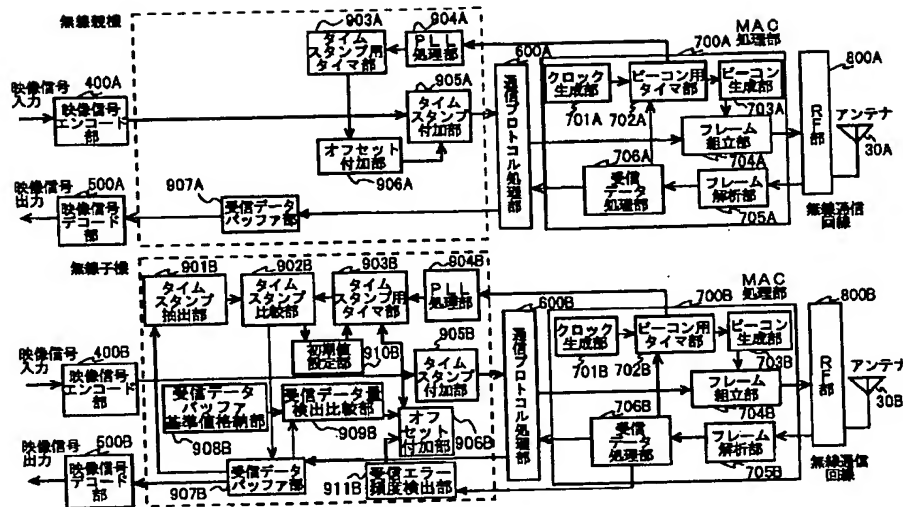 無線親機
903A
タイム
スタンプ用
タイマ部
904A
PLL
処理部
905A
タイム
スタンプ
付加部
オフセット
付加部
906A
映像信号
入力
400A
映像信号
エンコード
部
映像信号
出力
500A
映像信号
デコード
部
907A
受信データ
バッファ部
600A
通信プロトコル処理部
MAC
処理部
700A
クロック
生成部
701A
ビーコン用
タイマ部
702A
ビーコン
生成部
703A
フレーム
組立部
704A
706A
受信
データ
処理部
フレーム
解析部
705A
800A
RF部
アンテナ
30A
無線通信
回線
無線子機
901B
タイム
スタンプ
抽出部
902B
タイム
スタンプ
比較部
903B
タイム
スタンプ用
タイマ部
904B
PLL
処理部
初期値
設定部
910B
905B
タイム
スタンプ
付加部
映像信号
入力
400B
映像信号
エンコード
部
受信データ
バッファ
基準値格納部
908B
受信データ量
検出比較部
909B
オフ
セット
付加部
906B
映像信号
出力
500B
映像信号
デコード
部
907B
受信データ
バッファ部
911B
受信エラー
頻度検出部
600B
通信プロトコル処理部
MAC
処理部
700B
クロック
生成部
701B
ビーコン用
タイマ部
702B
ビーコン
生成部
703B
フレーム
組立部
704B
706B
受信
データ
処理部
フレーム
解析部
705B
800B
RF部
アンテナ
30B
無線通信
回線